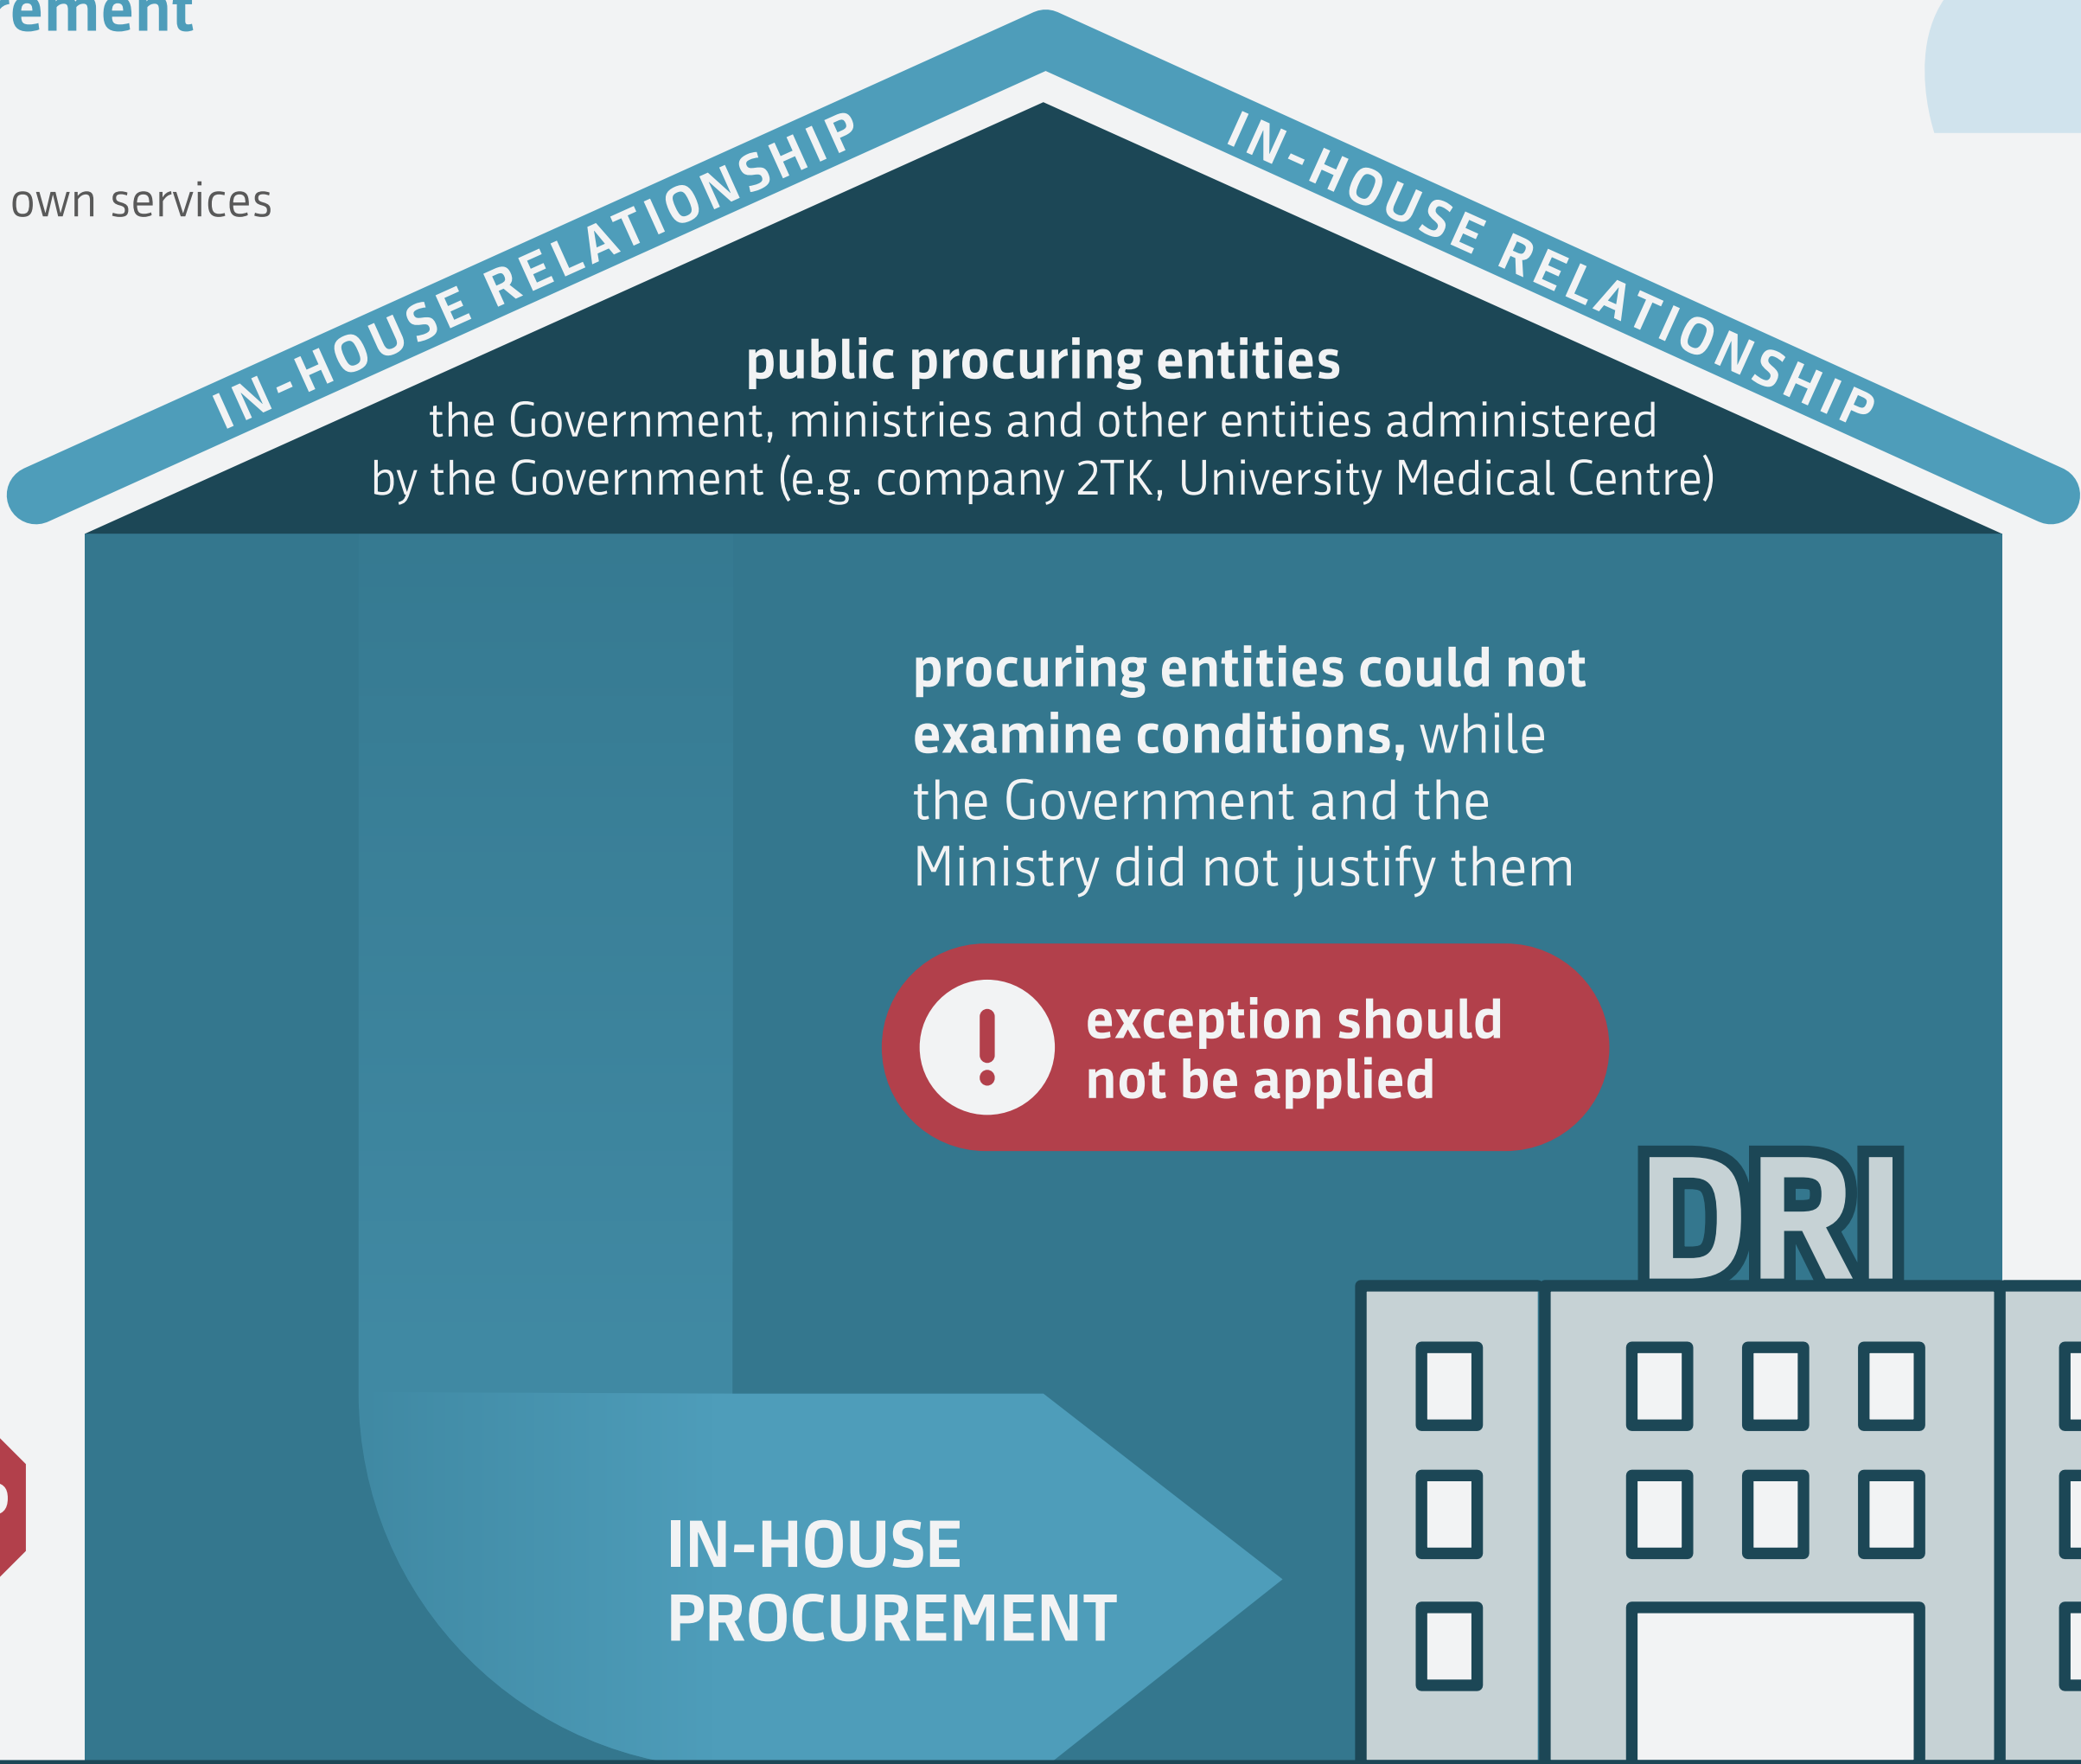 own services
IN-HOUSE RELATIONSHIP
IN-HOUSE RELATIONSHIP
public procuring entities
the Government, ministries and other entities administered
by the Government (e.g. company 2TK, University Medical Centre)
procuring entities could not
examine conditions, while
the Government and the
Ministry did not justify them
exception should
not be applied
DRI
IN-HOUSE
PROCUREMENT